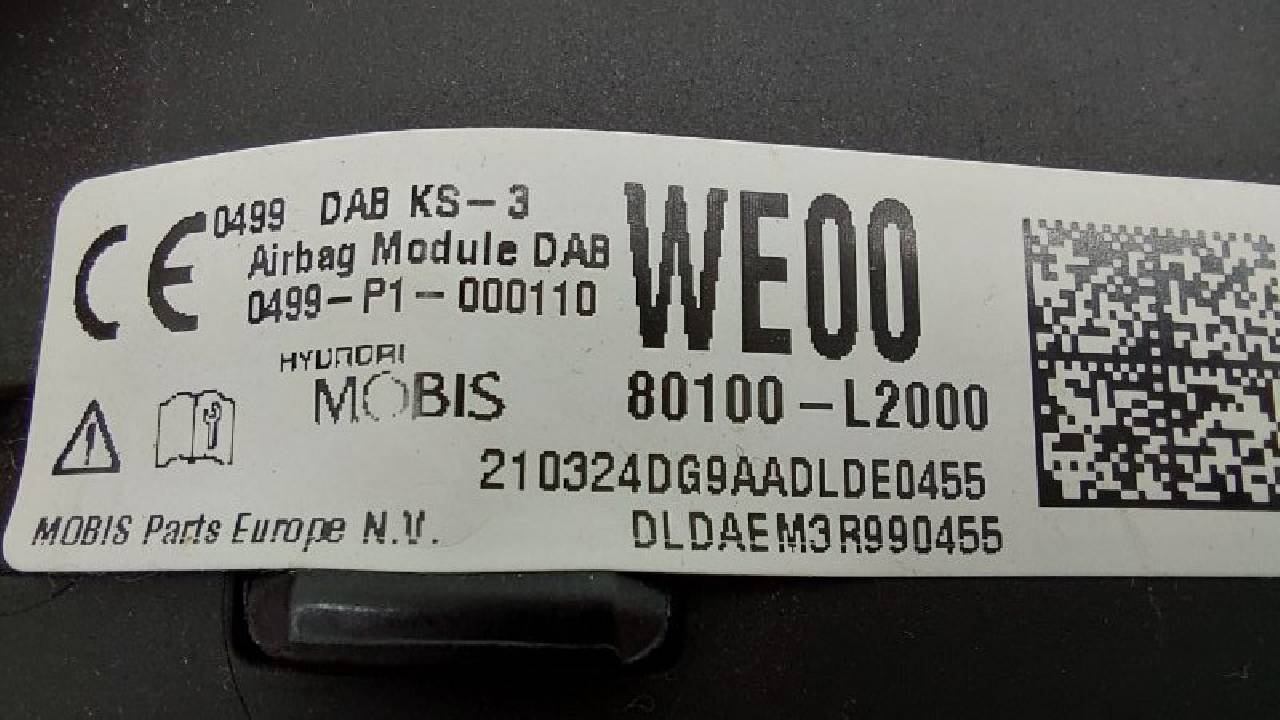 CE 0499 DAB KS-3
Airbag Module DAB
0499-P1-000110
WE00
HYUNDAI
MOBIS
80100-L2000
210324DG9AADLDE0455
MOBIS Parts Europe N.V.
DLDAEM3R990455